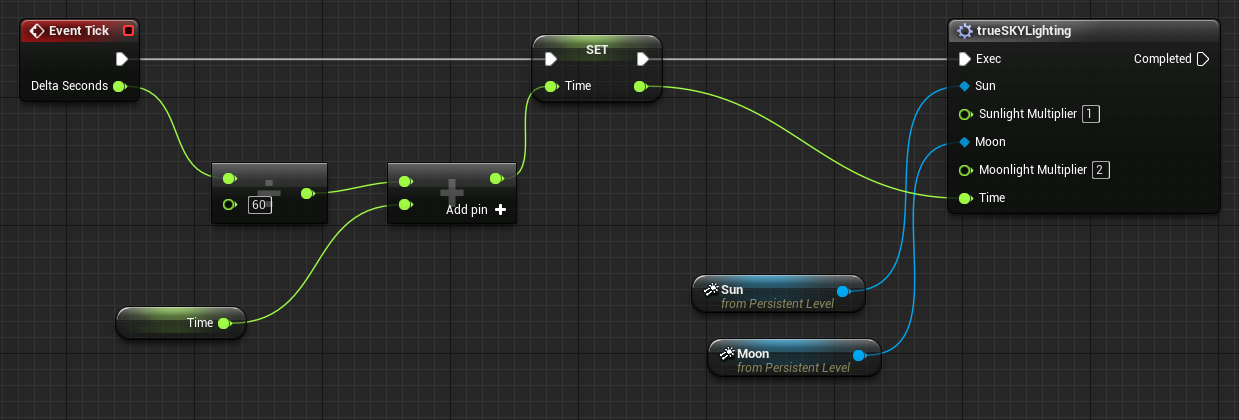 Event Tick
Delta Seconds
SET
Time
trueSKYLighting
Exec
Completed
Sun
Sunlight Multiplier 1
Moon
Moonlight Multiplier 2
Time
60
Add pin
Time
Sun
from Persistent Level
Moon
from Persistent Level